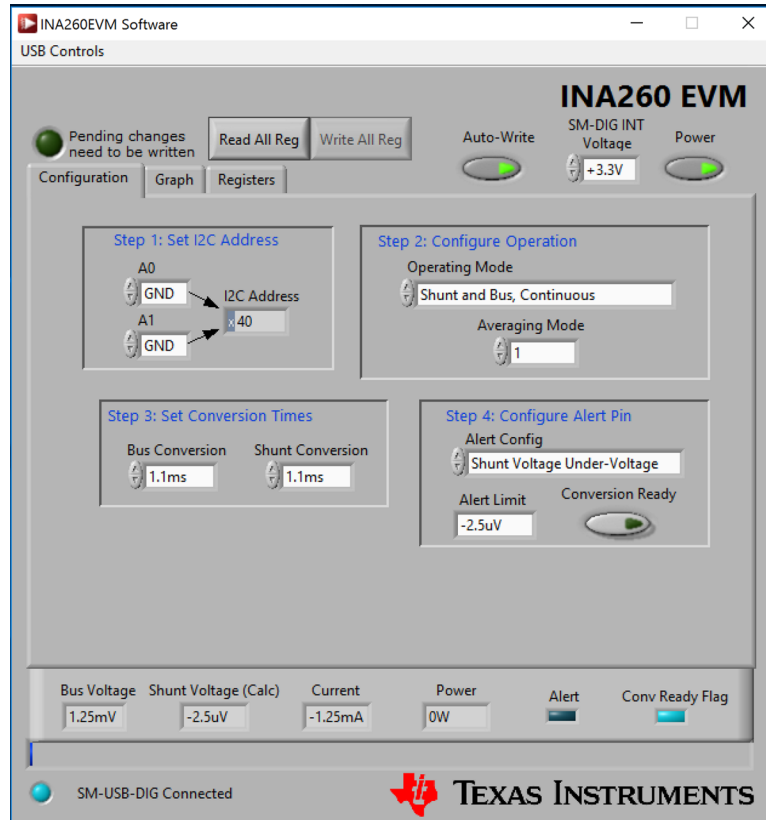 INA260EVM Software
USB Controls
INA260 EVM
Pending changes
need to be written
Read All Reg
Write All Reg
Auto-Write
SM-DIG INT
Voltage
+3.3V
Power
Configuration
Graph
Registers
Step 1: Set I2C Address
A0
GND
A1
GND
I2C Address
x 40
Step 2: Configure Operation
Operating Mode
Shunt and Bus, Continuous
Averaging Mode
1
Step 3: Set Conversion Times
Bus Conversion
Shunt Conversion
1.1ms
1.1ms
Step 4: Configure Alert Pin
Alert Config
Shunt Voltage Under-Voltage
Alert Limit
Conversion Ready
-2.5uV
Bus Voltage
Shunt Voltage (Calc)
Current
Power
Alert
Conv Ready Flag
1.25mV
-2.5uV
-1.25mA
0W
SM-USB-DIG Connected
TEXAS INSTRUMENTS